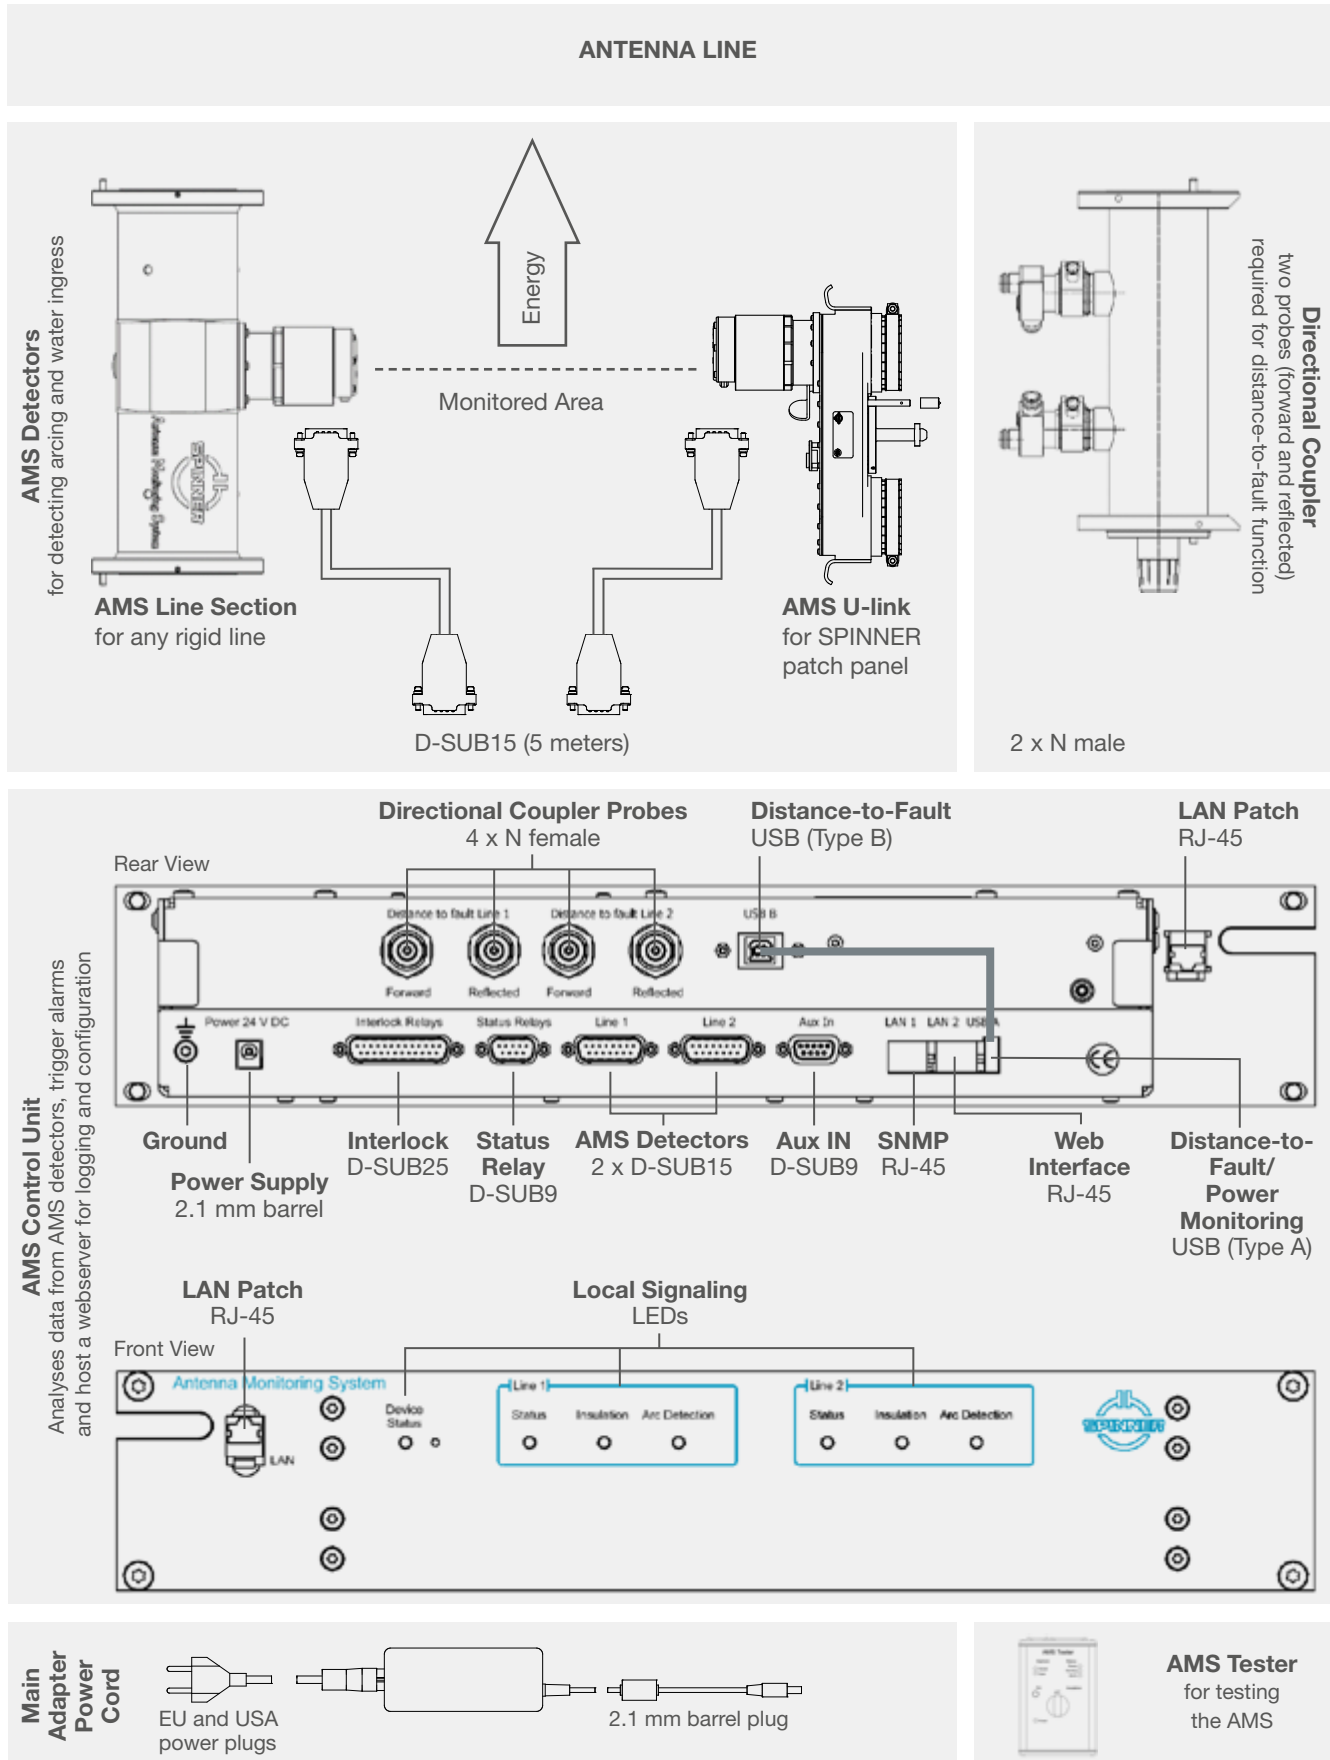 ANTENNA LINE
AMS Detectors
for detecting arcing and water ingress
Energy
Monitored Area
SPINNER
AMS Line Section
for any rigid line
AMS U-link
for SPINNER
patch panel
D-SUB15 (5 meters)
Directional Coupler
two probes (forward and reflected)
required for distance-to-fault function
2 x N male
AMS Control Unit
Analyses data from AMS detectors, trigger alarms
and host a webserver for logging and configuration
Directional Coupler Probes
4 x N female
Distance-to-Fault
USB (Type B)
LAN Patch
RJ-45
Rear View
Distance to fault Line 1
Distance to fault Line 2
USB B
Forward
Reflected
Forward
Reflected
Power 24 V DC
Interlock Relays
Status Relays
Line 1
Line 2
Aux In
LAN 1
LAN 2
USB A
CE
Ground
Power Supply
2.1 mm barrel
Interlock
D-SUB25
Status
Relay
D-SUB9
AMS Detectors
2 x D-SUB15
Aux IN
D-SUB9
SNMP
RJ-45
Web
Interface
RJ-45
Distance-to-
Fault/
Power
Monitoring
USB (Type A)
LAN Patch
RJ-45
Local Signaling
LEDs
Front View
Antenna Monitoring System
LAN
Device
Status
Line 1
Status
Insulation
Arc Detection
Line 2
Status
Insulation
Arc Detection
SPINNER
Main
Adapter
Power
Cord
EU and USA
power plugs
2.1 mm barrel plug
AMS Tester
AMS Tester
for testing
the AMS